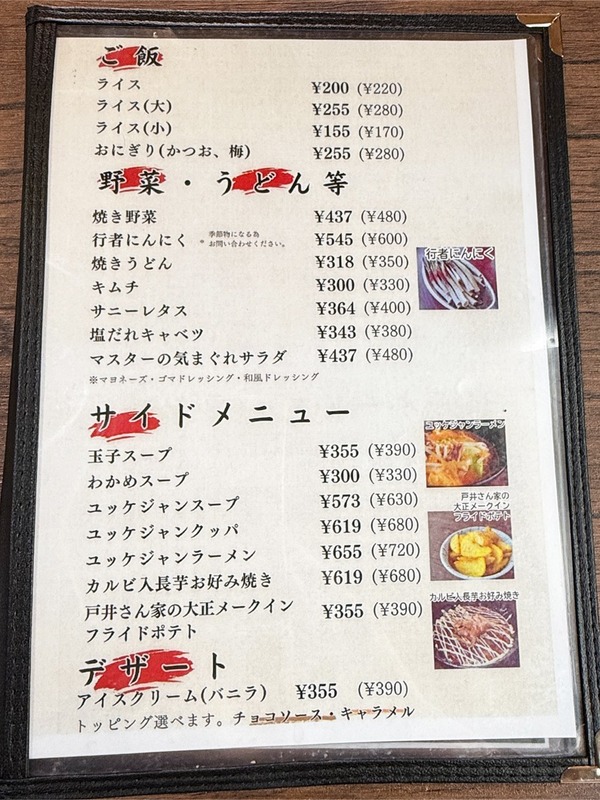 ご飯
ライス ¥200 (¥220)
ライス(大) ¥255 (¥280)
ライス(小) ¥155 (¥170)
おにぎり(かつお、梅) ¥255 (¥280)
野菜・うどん等
焼き野菜 ¥437 (¥480)
行者にんにく ※季節物になる為お問い合わせください。 ¥545 (¥600)
焼きうどん ¥318 (¥350)
キムチ ¥300 (¥330)
サニーレタス ¥364 (¥400)
塩だれキャベツ ¥343 (¥380)
マスターの気まぐれサラダ ¥437 (¥480)
※マヨネーズ・ゴマドレッシング・和風ドレッシング
行者にんにく
サイドメニュー
玉子スープ ¥355 (¥390)
わかめスープ ¥300 (¥330)
ユッケジャンスープ ¥573 (¥630)
ユッケジャンクッパ ¥619 (¥680)
ユッケジャンラーメン ¥655 (¥720)
カルビ入長芋お好み焼き ¥619 (¥680)
戸井さん家の大正メークイン ¥355 (¥390)
フライドポテト
ユッケジャンラーメン
戸井さん家の
大正メークイン
フライドポテト
カルビ入長芋お好み焼き
デザート
アイスクリーム(バニラ) ¥355 (¥390)
トッピング選べます。チョコソース・キャラメル